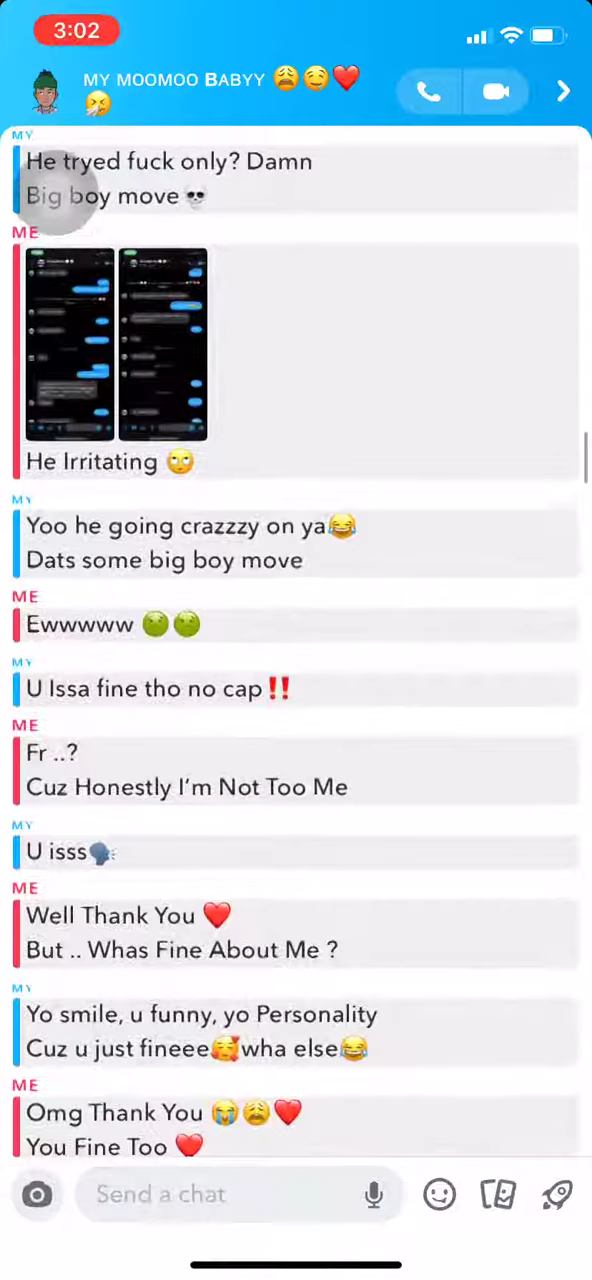 3:02
MY MOOMOO BABYY 😩🤤❤️
🤧
MY
He tryed fuck only? Damn
Big boy move💀
ME
He Irritating 🙄
MY
Yoo he going crazzzy on ya😂
Dats some big boy move
ME
Ewwwww 🤢🤢
MY
U Issa fine tho no cap‼️
ME
Fr ..?
Cuz Honestly I’m Not Too Me
MY
U isss🗣️
ME
Well Thank You ❤️
But .. Whas Fine About Me ?
MY
Yo smile, u funny, yo Personality
Cuz u just fineee🥰wha else😂
ME
Omg Thank You 😭😩❤️
You Fine Too ❤️
Send a chat